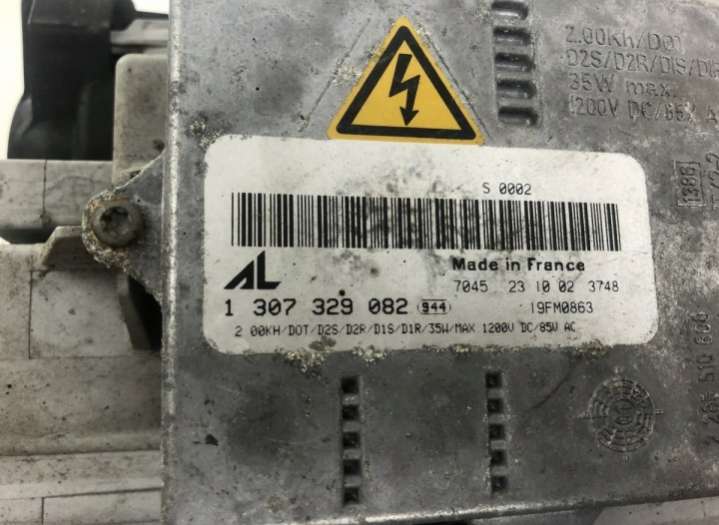 2.00Kh/DOT
D2S/D2R/D1S/D1R
35W max.
1200V DC/85V A
1386
S 0002
AL
Made in France
7045 23 10 02 3748
1 307 329 082 (944) 19FM0863
2 00KH/DOT/D2S/D2R/D1S/D1R/35W/MAX 1200V DC/85V AC